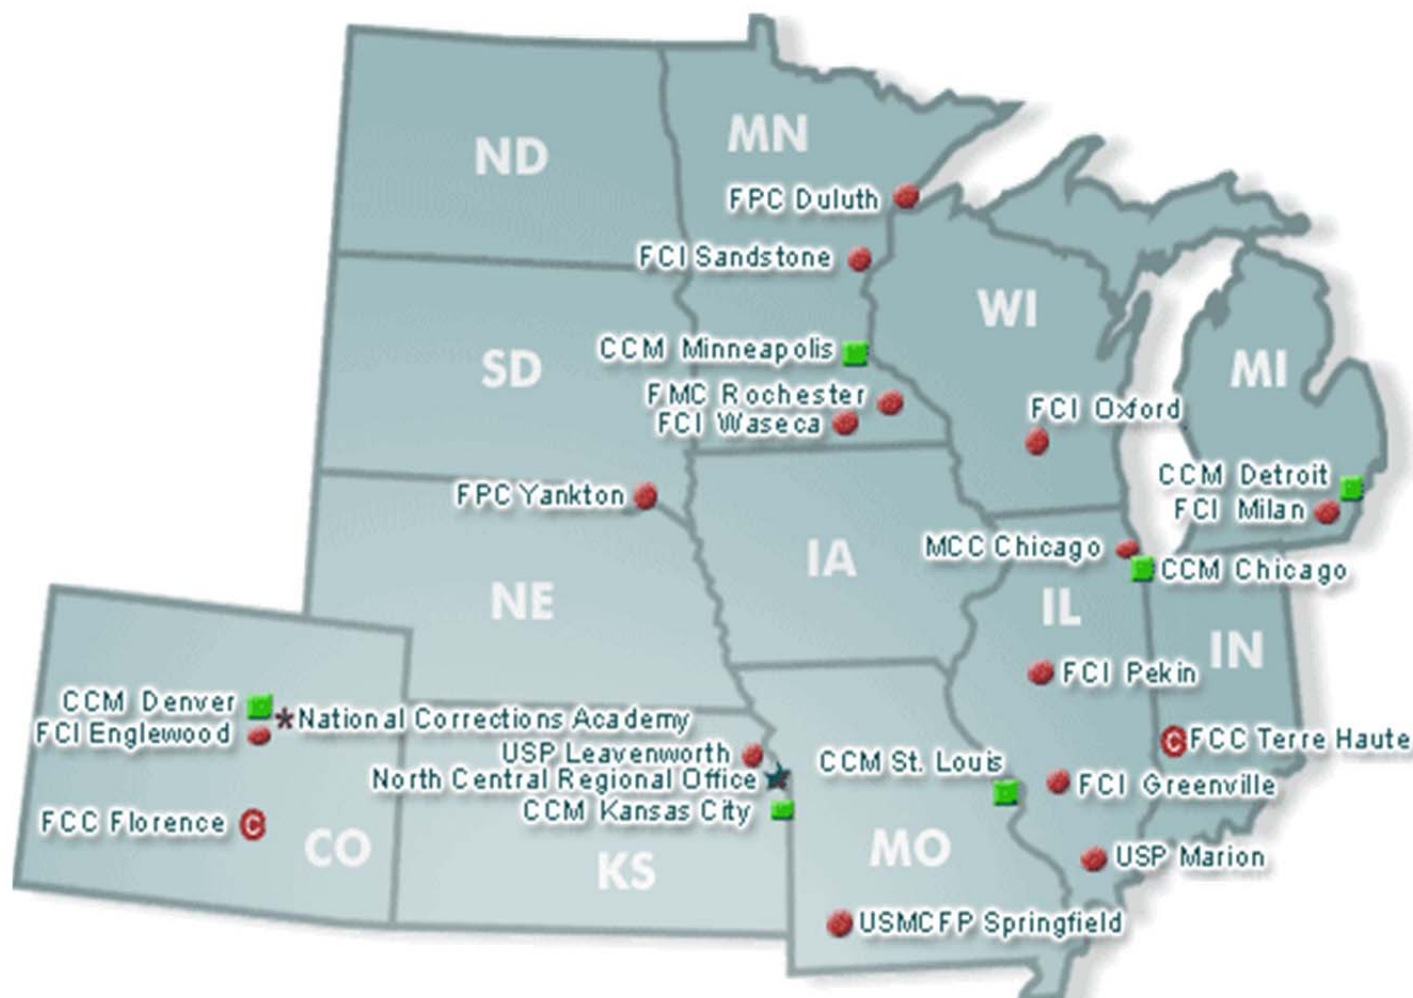 MN
ND
FPC Duluth
FCI Sandstone
WI
CCM Minneapolis
SD
MI
FMC Rochester
FCI Waseca
FCI Oxford
CCM Detroit
FPC Yankton
FCI Milan
MCC Chicago
IA
CCM Chicago
NE
IL
IN
FCI Pekin
CCM Denver
*National Corrections Academy
FCI Englewood
C FCC Terre Haute
USP Leavenworth
CCM St. Louis
North Central Regional Office
FCI Greenville
CCM Kansas City
FCC Florence C
CO
MO
USP Marion
KS
USMCFP Springfield